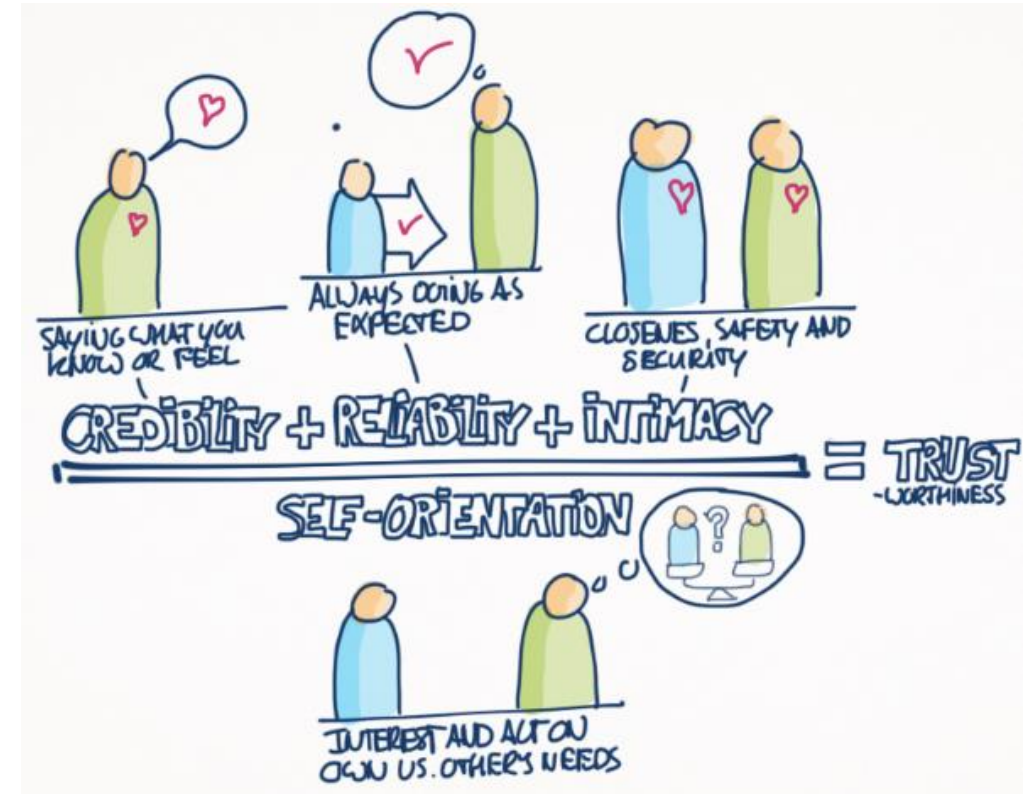 SAYING WHAT YOU
KNOW OR FEEL
ALWAYS DOING AS
EXPECTED
CLOSENES, SAFETY AND
SECURITY
CREDIBILITY + RELIABILITY + INTIMACY
= TRUST
-WORTHINESS
SELF-ORIENTATION
?
INTEREST AND ACT ON
OWN VS. OTHERS NEEDS